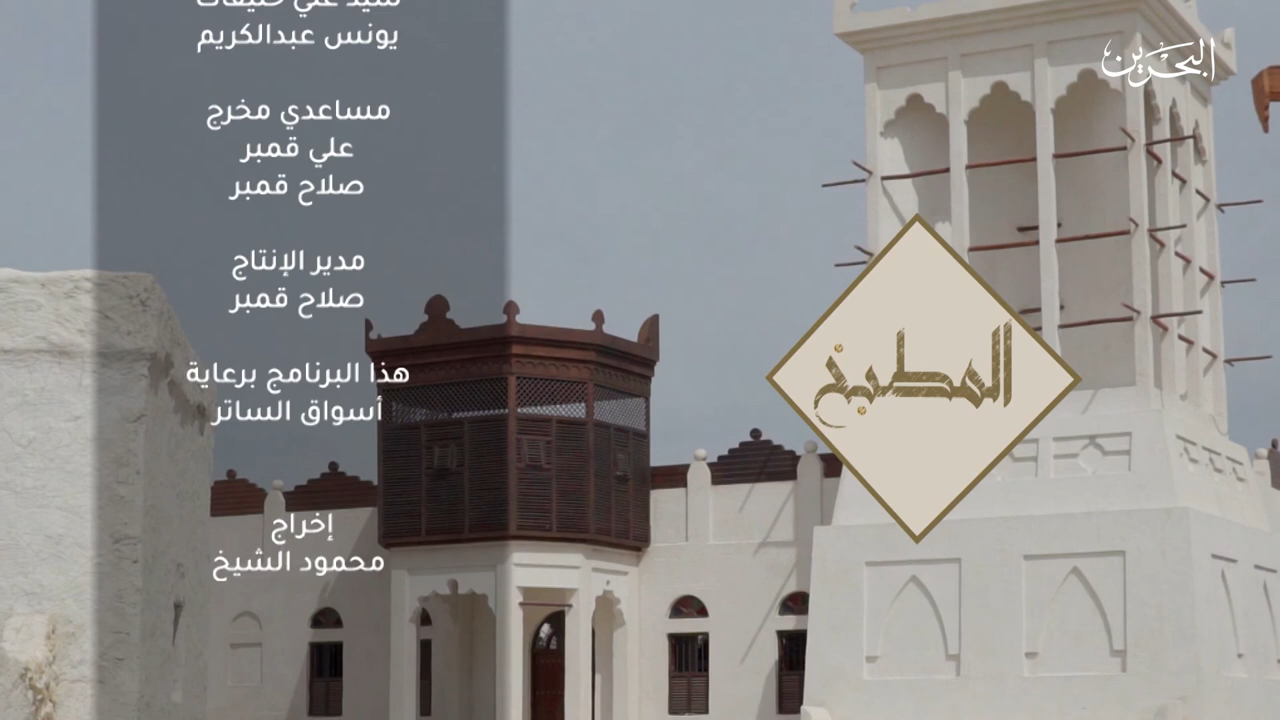 يونس عبدالكريم
مساعدي مخرج
علي قمبر
صلاح قمبر
مدير الإنتاج
صلاح قمبر
هذا البرنامج برعاية
أسواق الساتر
إخراج
محمود الشيخ
البحرين
المطبخ